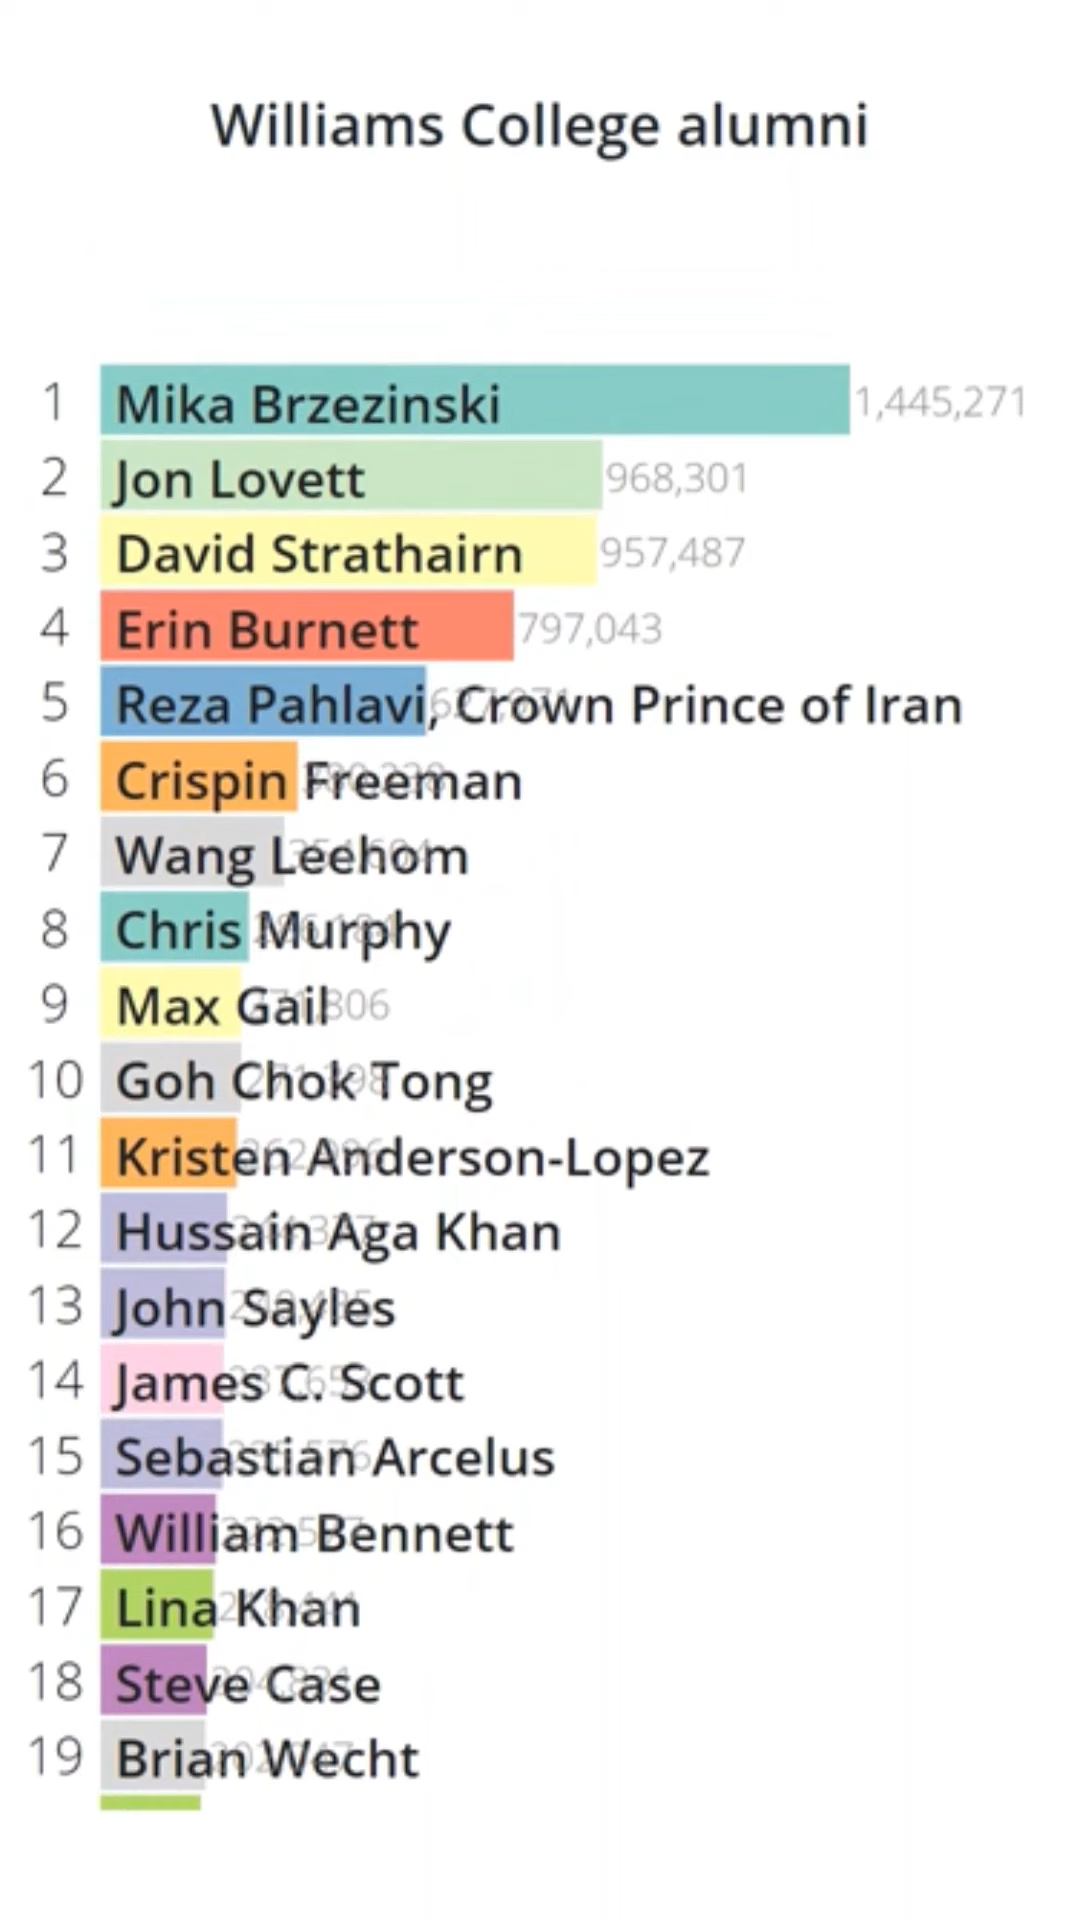 Williams College alumni
1 Mika Brzezinski 1,445,271
2 Jon Lovett 968,301
3 David Strathairn 957,487
4 Erin Burnett 797,043
5 Reza Pahlavi, Crown Prince of Iran
6 Crispin Freeman
7 Wang Leehom
8 Chris Murphy
9 Max Gail
10 Goh Chok Tong
11 Kristen Anderson-Lopez
12 Hussain Aga Khan
13 John Sayles
14 James C. Scott
15 Sebastian Arcelus
16 William Bennett
17 Lina Khan
18 Steve Case
19 Brian Wecht